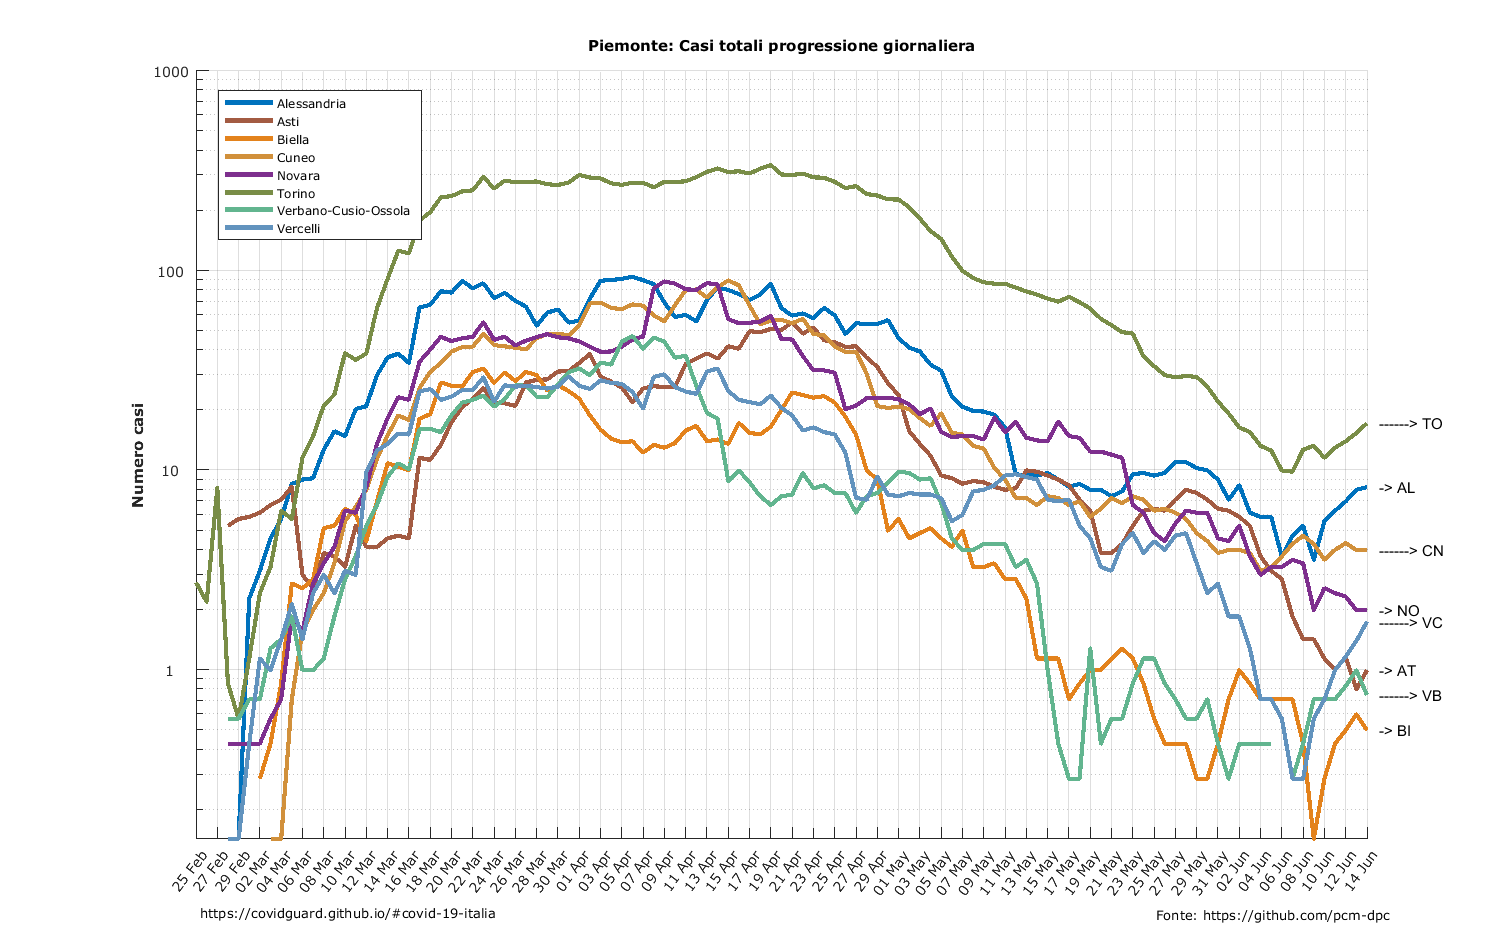 Piemonte: Casi totali progressione giornaliera
1000
100
10
1
Numero casi
Alessandria
Asti
Biella
Cuneo
Novara
Torino
Verbano-Cusio-Ossola
Vercelli
------> TO
-> AL
------> CN
-> NO
------> VC
-> AT
------> VB
-> BI
25 Feb
27 Feb
29 Feb
02 Mar
04 Mar
06 Mar
08 Mar
10 Mar
12 Mar
14 Mar
16 Mar
18 Mar
20 Mar
22 Mar
24 Mar
26 Mar
28 Mar
30 Mar
01 Apr
03 Apr
05 Apr
07 Apr
09 Apr
11 Apr
13 Apr
15 Apr
17 Apr
19 Apr
21 Apr
23 Apr
25 Apr
27 Apr
29 Apr
01 May
03 May
05 May
07 May
09 May
11 May
13 May
15 May
17 May
19 May
21 May
23 May
25 May
27 May
29 May
31 May
02 Jun
04 Jun
06 Jun
08 Jun
10 Jun
12 Jun
14 Jun
https://covidguard.github.io/#covid-19-italia
Fonte: https://github.com/pcm-dpc